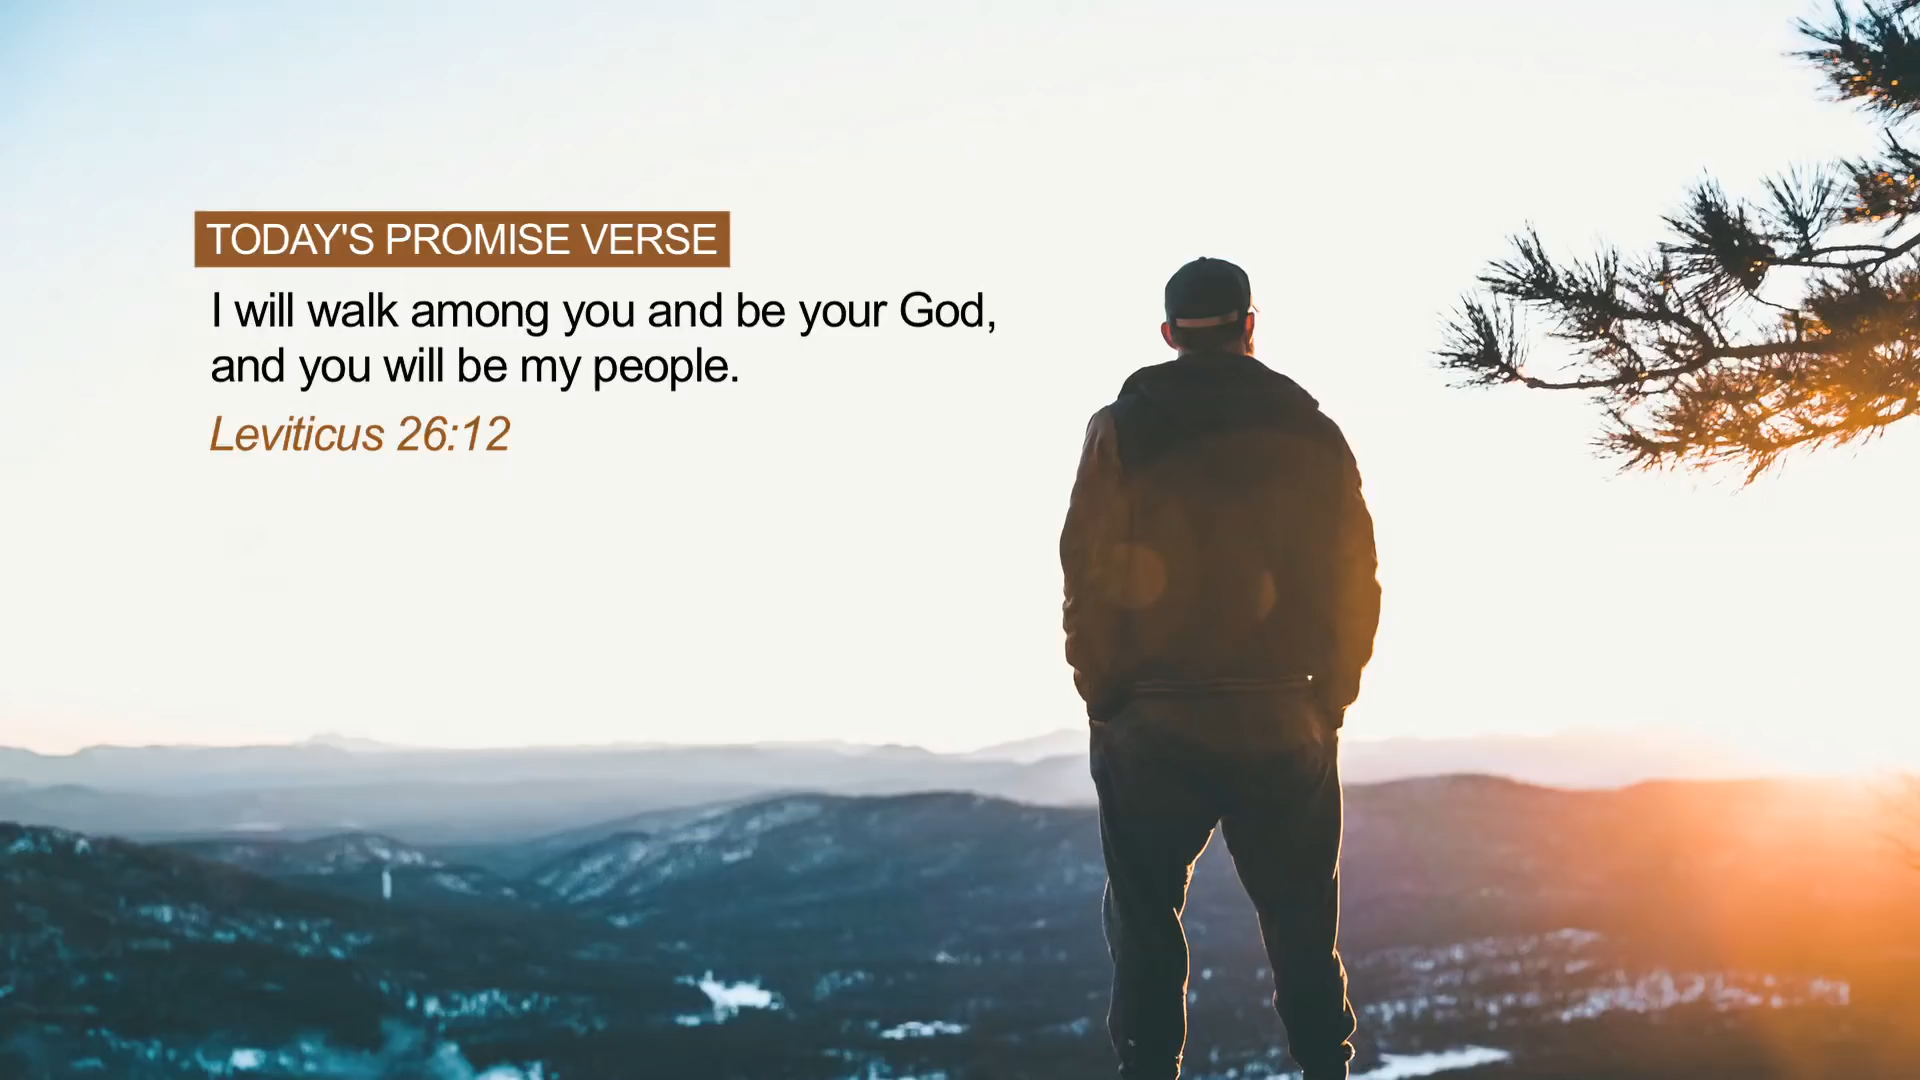 TODAY'S PROMISE VERSE
I will walk among you and be your God,
and you will be my people.
Leviticus 26:12